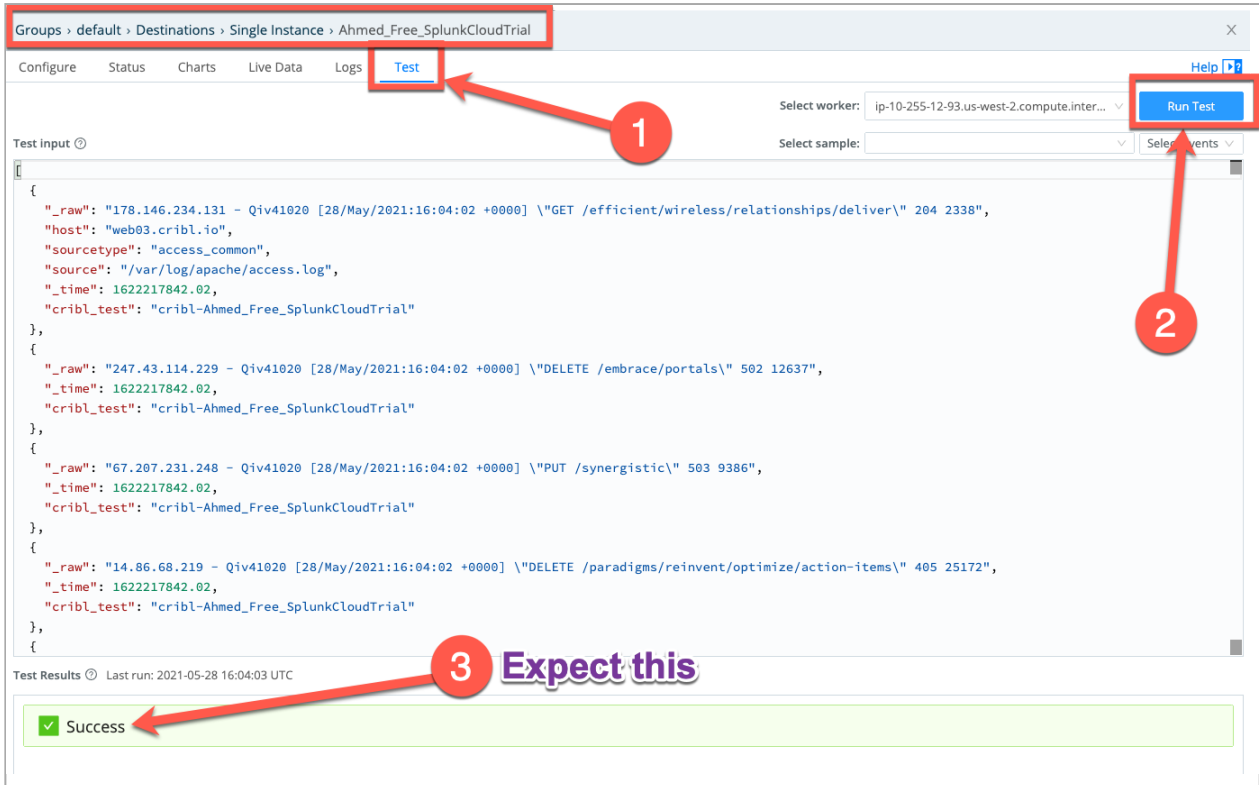 Groups › default › Destinations › Single Instance › Ahmed_Free_SplunkCloudTrial
Configure Status Charts Live Data Logs Test Help
1
Select worker: ip-10-255-12-93.us-west-2.compute.inter... Run Test
Test input Select sample: Select
[
{
"_raw": "178.146.234.131 - Qiv41020 [28/May/2021:16:04:02 +0000] \"GET /efficient/wireless/relationships/deliver\" 204 2338",
"host": "web03.cribl.io",
"sourcetype": "access_common",
"source": "/var/log/apache/access.log",
"_time": 1622217842.02,
"cribl_test": "cribl-Ahmed_Free_SplunkCloudTrial"
},
2
{
"_raw": "247.43.114.229 - Qiv41020 [28/May/2021:16:04:02 +0000] \"DELETE /embrace/portals\" 502 12637",
"_time": 1622217842.02,
"cribl_test": "cribl-Ahmed_Free_SplunkCloudTrial"
},
{
"_raw": "67.207.231.248 - Qiv41020 [28/May/2021:16:04:02 +0000] \"PUT /synergistic\" 503 9386",
"_time": 1622217842.02,
"cribl_test": "cribl-Ahmed_Free_SplunkCloudTrial"
},
{
"_raw": "14.86.68.219 - Qiv41020 [28/May/2021:16:04:02 +0000] \"DELETE /paradigms/reinvent/optimize/action-items\" 405 25172",
"_time": 1622217842.02,
"cribl_test": "cribl-Ahmed_Free_SplunkCloudTrial"
},
{
3 Expect this
Test Results Last run: 2021-05-28 16:04:03 UTC
Success